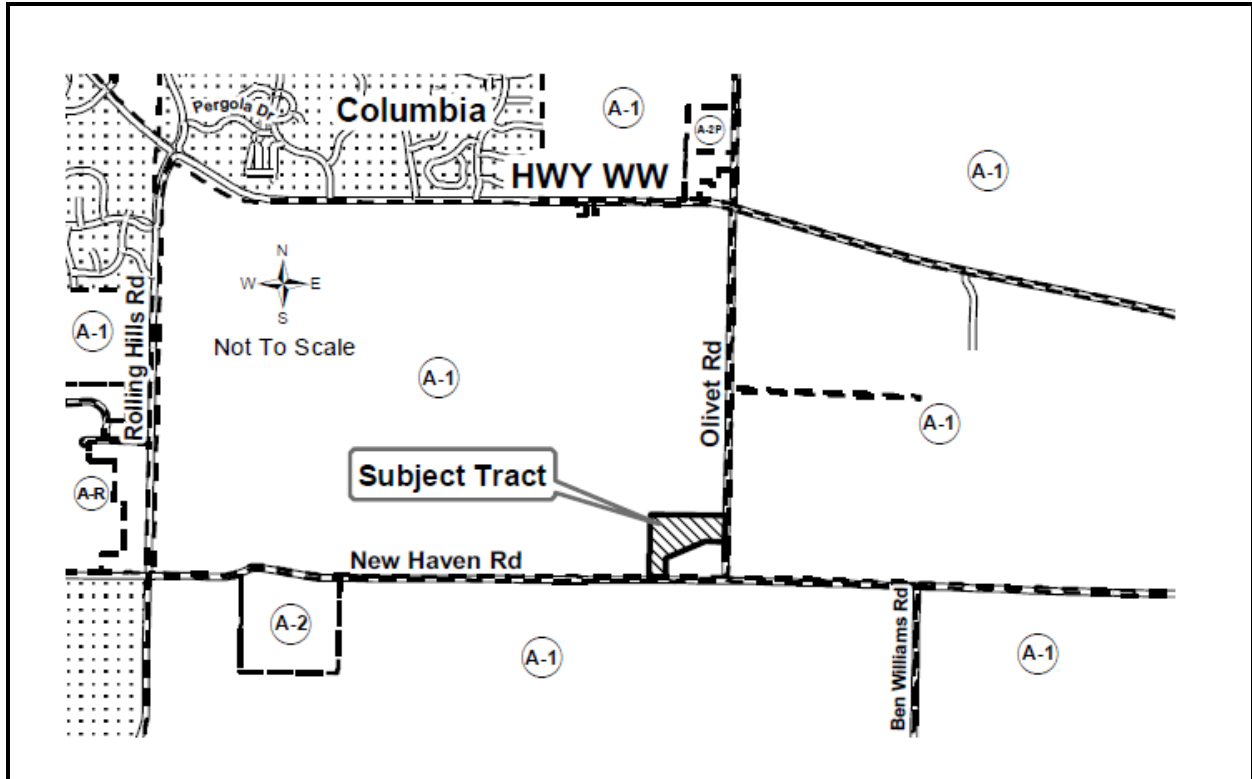 Pergola Dr
Columbia
A-1
A-2P
HWY WW
A-1
N
W E
S
Not To Scale
A-1
Rolling Hills Rd
A-1
Olivet Rd
A-1
Subject Tract
A-R
New Haven Rd
A-2
A-1
Ben Williams Rd
A-1